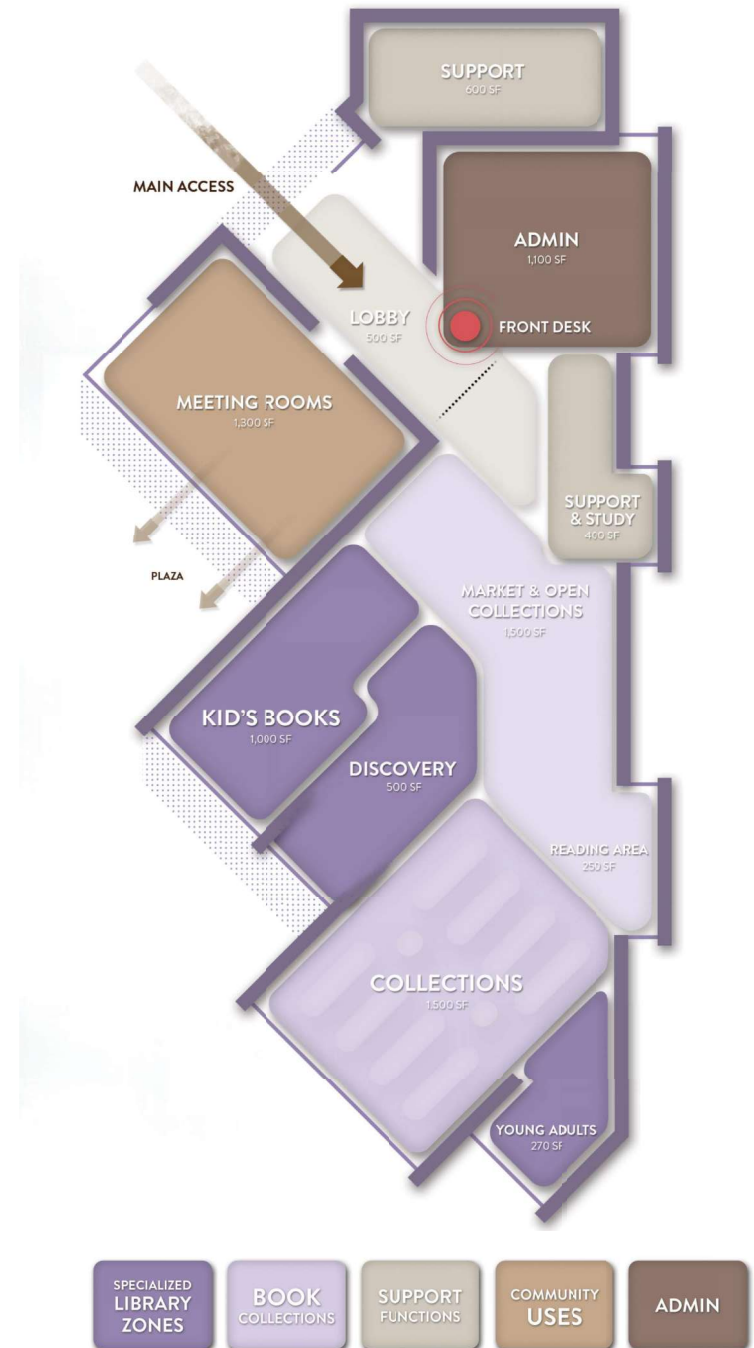 SUPPORT
600 SF
MAIN ACCESS
ADMIN
1,100 SF
LOBBY
500 SF
FRONT DESK
MEETING ROOMS
1,300 SF
SUPPORT
& STUDY
400 SF
PLAZA
MARKET & OPEN
COLLECTIONS
1,500 SF
KID'S BOOKS
1,000 SF
DISCOVERY
500 SF
READING AREA
250 SF
COLLECTIONS
1,500 SF
YOUNG ADULTS
270 SF
SPECIALIZED
LIBRARY
ZONES
BOOK
COLLECTIONS
SUPPORT
FUNCTIONS
COMMUNITY
USES
ADMIN